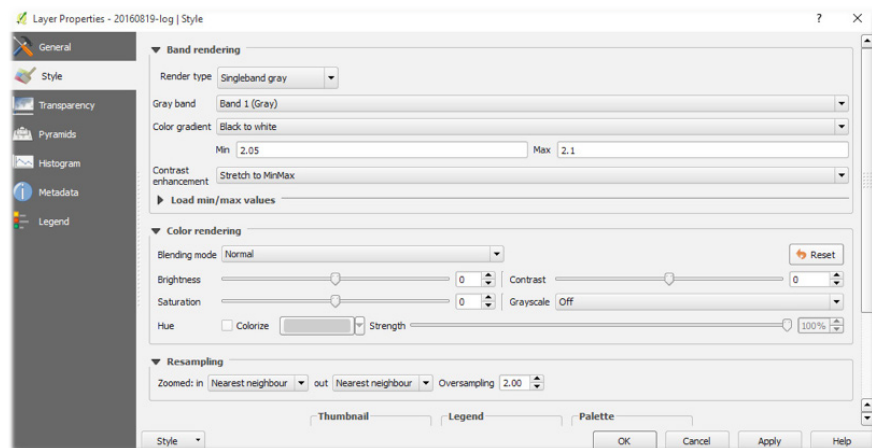 Layer Properties - 20160819-log | Style
?
General
Style
Transparency
Pyramids
Histogram
Metadata
Legend
Band rendering
Render type Singleband gray
Gray band Band 1 (Gray)
Color gradient Black to white
Min 2.05 Max 2.1
Contrast enhancement Stretch to MinMax
Load min/max values
Color rendering
Blending mode Normal Reset
Brightness 0 Contrast 0
Saturation 0 Grayscale Off
Hue Colorize Strength 100%
Resampling
Zoomed: in Nearest neighbour out Nearest neighbour Oversampling 2.00
Thumbnail Legend Palette
Style OK Cancel Apply Help